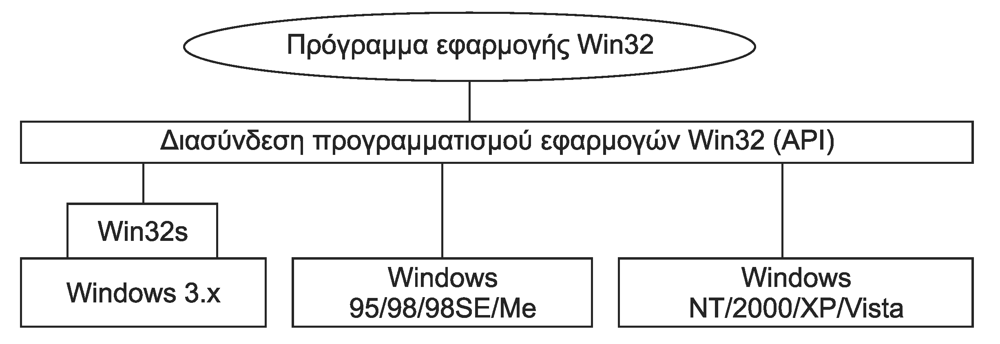 Πρόγραμμα εφαρμογής Win32
Διασύνδεση προγραμματισμού εφαρμογών Win32 (API)
Win32s
Windows 3.x
Windows
95/98/98SE/Me
Windows
NT/2000/XP/Vista